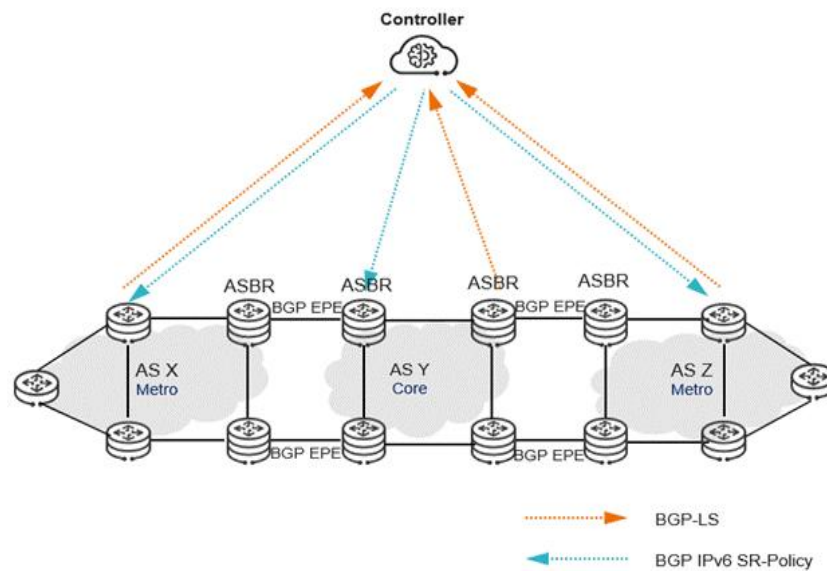 Controller
ASBR
ASBR
ASBR
ASBR
BGP EPE
BGP EPE
AS X
Metro
AS Y
Core
AS Z
Metro
BGP EPE
BGP EPE
BGP-LS
BGP IPv6 SR-Policy